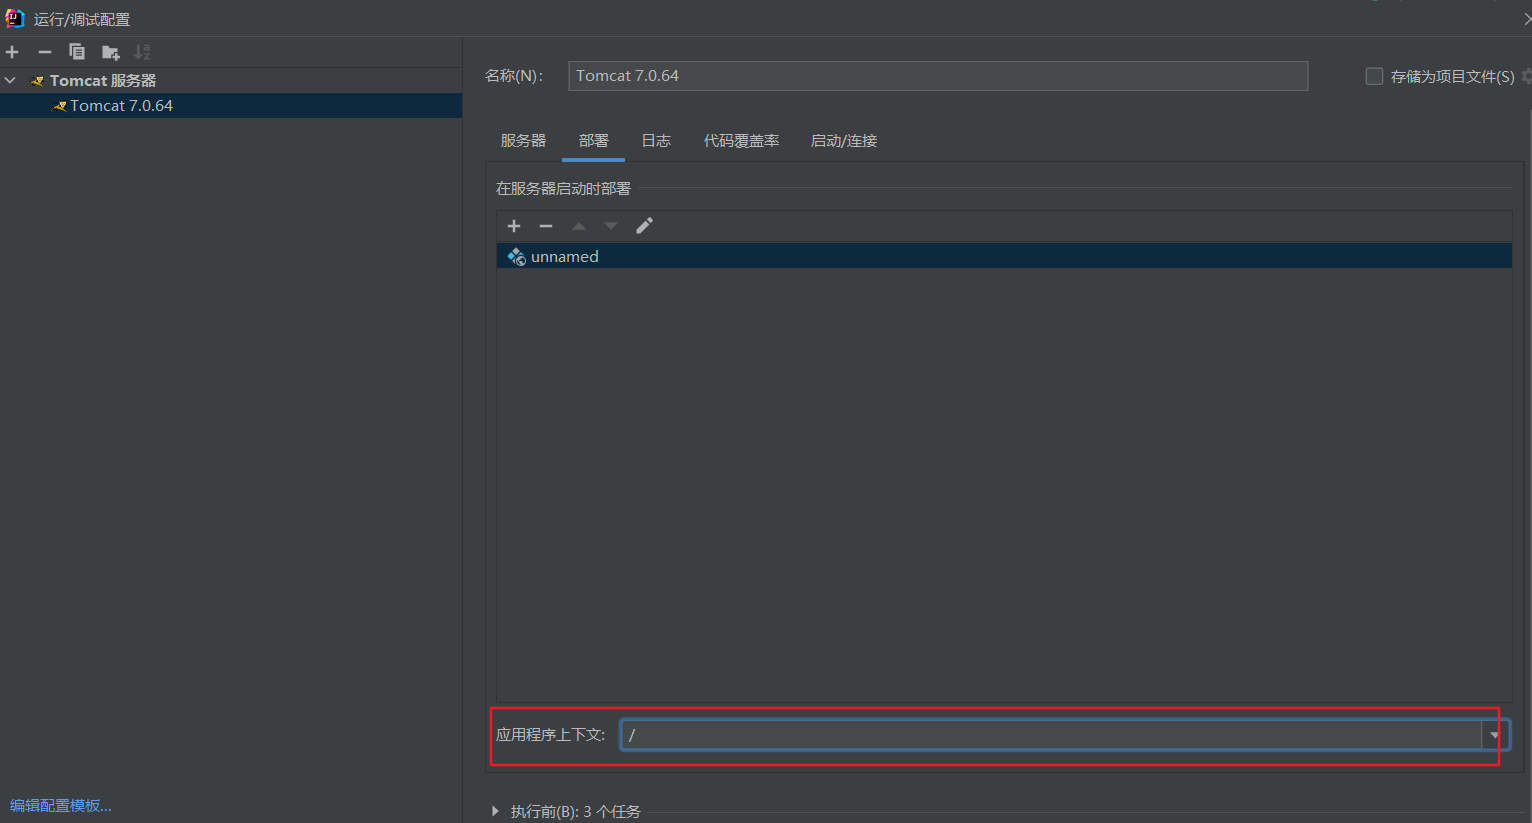 运行/调试配置
Tomcat 服务器
Tomcat 7.0.64
名称(N):
Tomcat 7.0.64
存储为项目文件(S)
服务器 部署 日志 代码覆盖率 启动/连接
在服务器启动时部署
unnamed
应用程序上下文: /
编辑配置模板...
执行前(B): 3 个任务